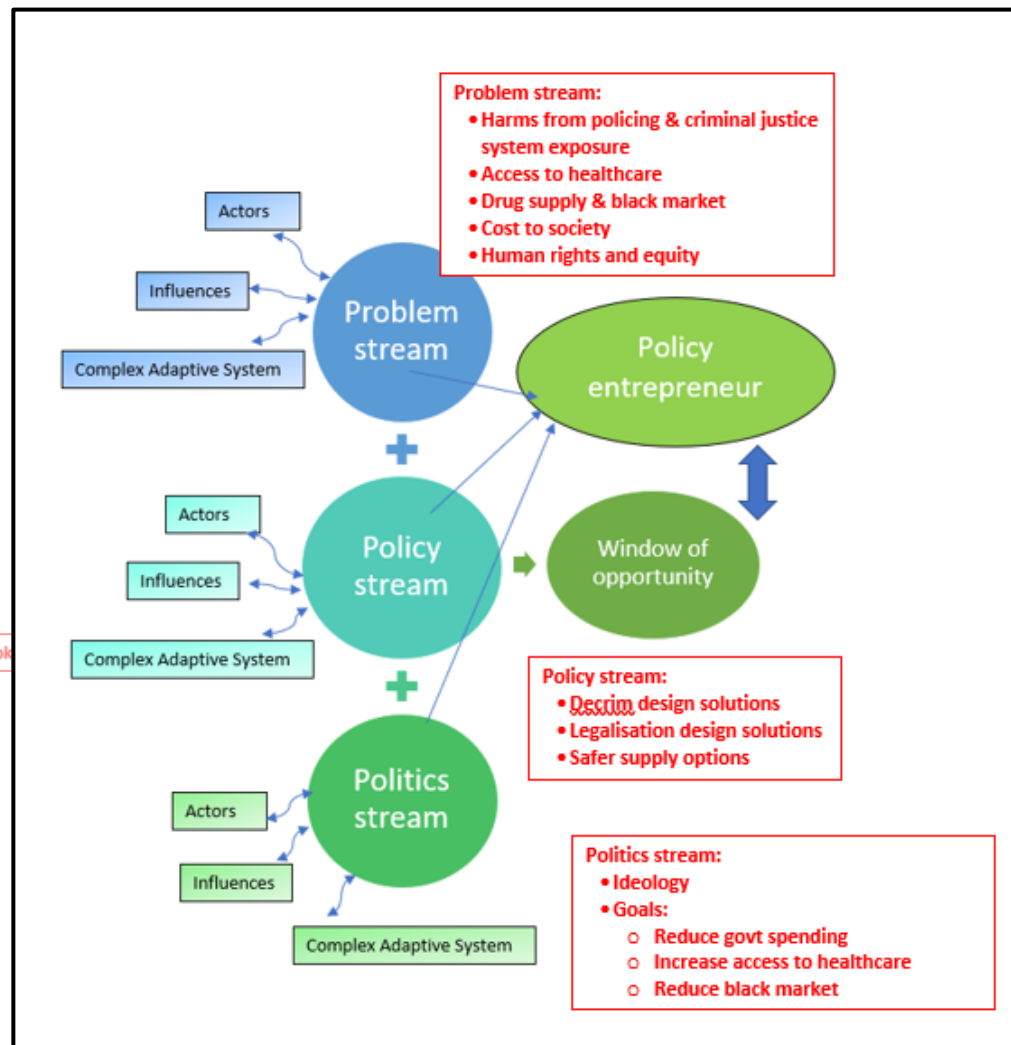 Problem stream:
• Harms from policing & criminal justice
system exposure
• Access to healthcare
• Drug supply & black market
• Cost to society
• Human rights and equity
Actors
Influences
Complex Adaptive System
Problem
stream
Policy
entrepreneur
Actors
Influences
Complex Adaptive System
Policy
stream
Window of
opportunity
Policy stream:
• Decrim design solutions
• Legalisation design solutions
• Safer supply options
Actors
Influences
Complex Adaptive System
Politics
stream
Politics stream:
• Ideology
• Goals:
o Reduce govt spending
o Increase access to healthcare
o Reduce black market